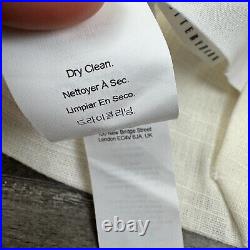 Dry Clean.
Nettoyer À Sec.
Limpiar En Seco.
드라이클리닝.
New Bridge Street
London EC4V 6JA, UK